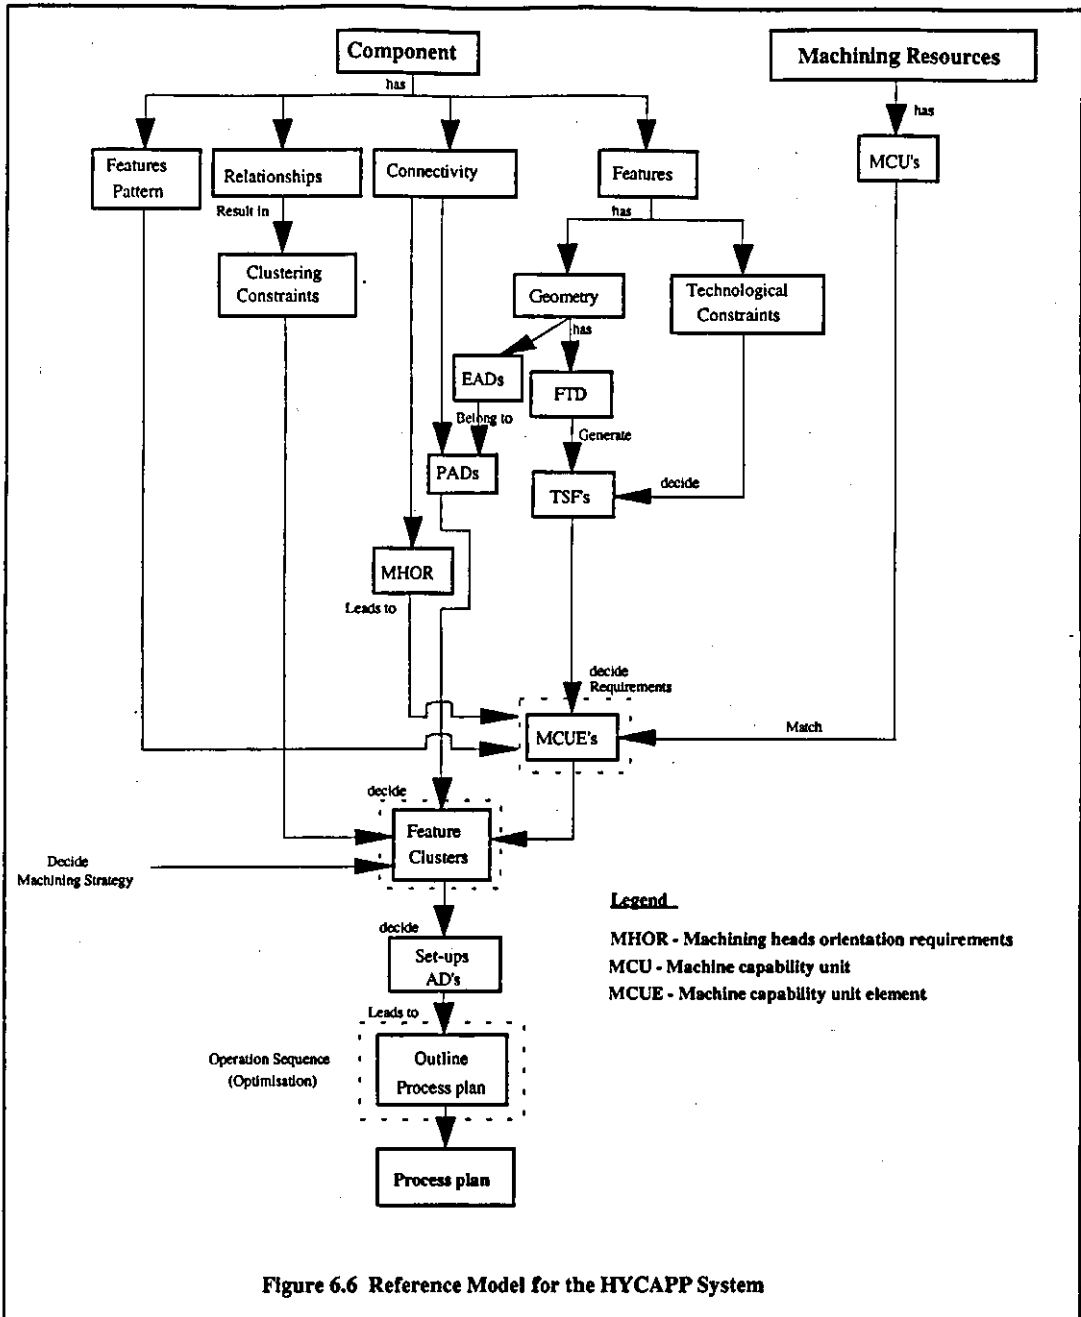 Component
Machining Resources
has
has
Features
Pattern
Relationships
Connectivity
Features
MCU's
Result in
has
Clustering
Constraints
Geometry
Technological
Constraints
has
EADs
FTD
Belong to
Generate
PADs
TSF's
decide
MHOR
Leads to
decide
Requirements
MCUE's
Match
decide
Feature
Clusters
Decide
Machining Strategy
Legend
decide
MHOR - Machining heads orientation requirements
Set-ups
AD's
MCU - Machine capability unit
MCUE - Machine capability unit element
Leads to
Operation Sequence
(Optimisation)
Outline
Process plan
Process plan
Figure 6.6 Reference Model for the HYCAPP System